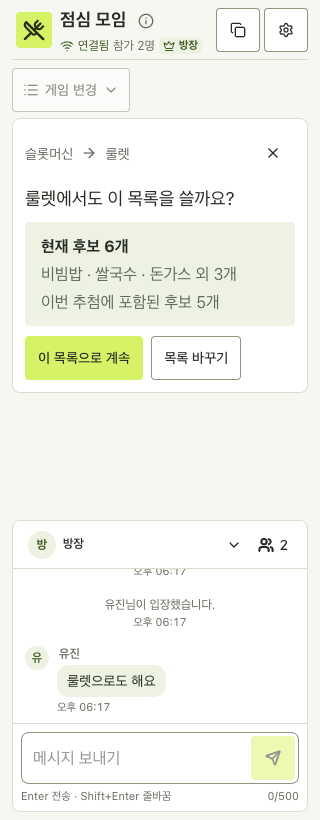 점심 모임
연결됨 참가 2명 방장
게임 변경
슬롯머신 → 룰렛
룰렛에서도 이 목록을 쓸까요?
현재 후보 6개
비빔밥 · 쌀국수 · 돈가스 외 3개
이번 추첨에 포함된 후보 5개
이 목록으로 계속 목록 바꾸기
방 방장 2
오후 06:17
유진님이 입장했습니다.
오후 06:17
유 유진
룰렛으로도 해요
오후 06:17
메시지 보내기
Enter 전송 · Shift+Enter 줄바꿈 0/500